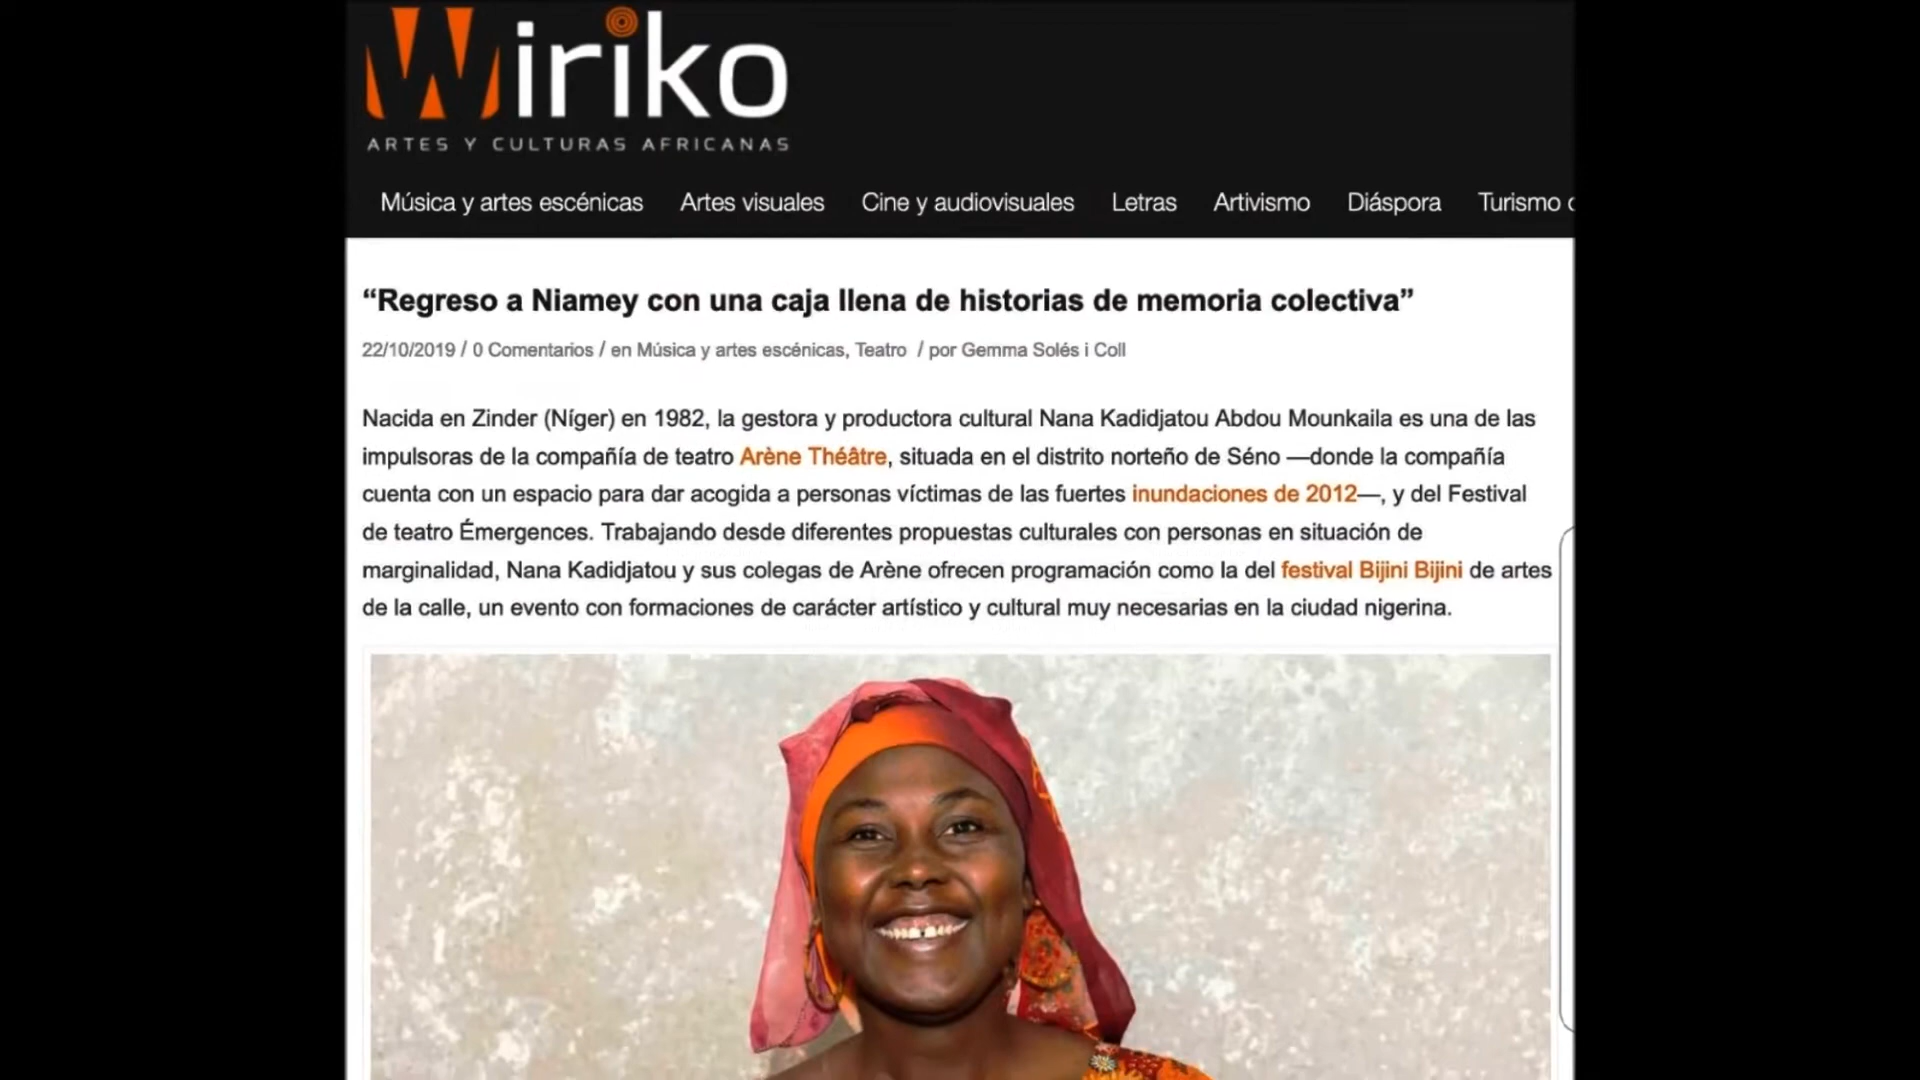 Wiriko
ARTES Y CULTURAS AFRICANAS
Música y artes escénicas Artes visuales Cine y audiovisuales Letras Artivismo Diáspora Turismo
“Regreso a Niamey con una caja llena de historias de memoria colectiva”
22/10/2019 / 0 Comentarios / en Música y artes escénicas, Teatro / por Gemma Solés i Coll
Nacida en Zinder (Níger) en 1982, la gestora y productora cultural Nana Kadidjatou Abdou Mounkaila es una de las
impulsoras de la compañía de teatro Arène Théâtre, situada en el distrito norteño de Séno —donde la compañía
cuenta con un espacio para dar acogida a personas víctimas de las fuertes inundaciones de 2012—, y del Festival
de teatro Émergences. Trabajando desde diferentes propuestas culturales con personas en situación de
marginalidad, Nana Kadidjatou y sus colegas de Arène ofrecen programación como la del festival Bijini Bijini de artes
de la calle, un evento con formaciones de carácter artístico y cultural muy necesarias en la ciudad nigerina.